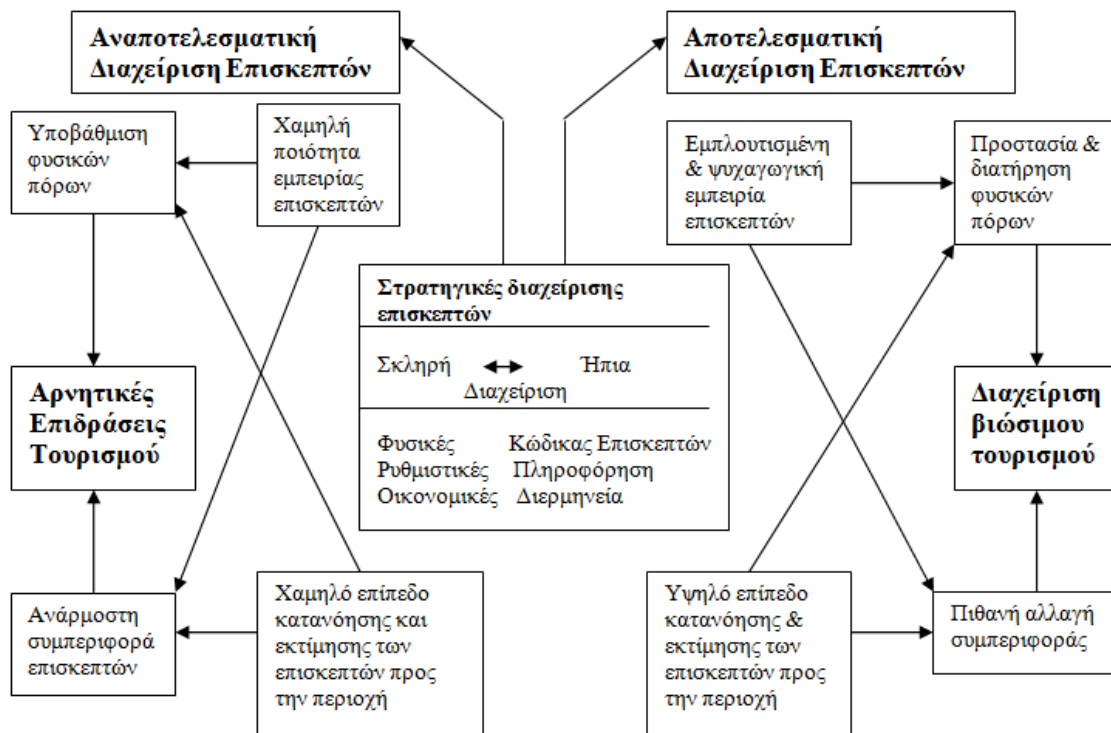 Αναποτελεσματική
Διαχείριση Επισκεπτών
Αποτελεσματική
Διαχείριση Επισκεπτών
Υποβάθμιση
φυσικών
πόρων
Χαμηλή
ποιότητα
εμπειρίας
επισκεπτών
Εμπλουτισμένη
& ψυχαγωγική
εμπειρία
επισκεπτών
Προστασία &
διατήρηση
φυσικών
πόρων
Στρατηγικές διαχείρισης
επισκεπτών
Σκληρή Ήπια
Διαχείριση
Φυσικές Κώδικας Επισκεπτών
Ρυθμιστικές Πληροφόρηση
Οικονομικές Διερμηνεία
Αρνητικές
Επιδράσεις
Τουρισμού
Διαχείριση
βιώσιμου
τουρισμού
Ανάρμοστη
συμπεριφορά
επισκεπτών
Χαμηλό επίπεδο
κατανόησης και
εκτίμησης των
επισκεπτών προς
την περιοχή
Υψηλό επίπεδο
κατανόησης &
εκτίμησης των
επισκεπτών προς
την περιοχή
Πιθανή αλλαγή
συμπεριφοράς